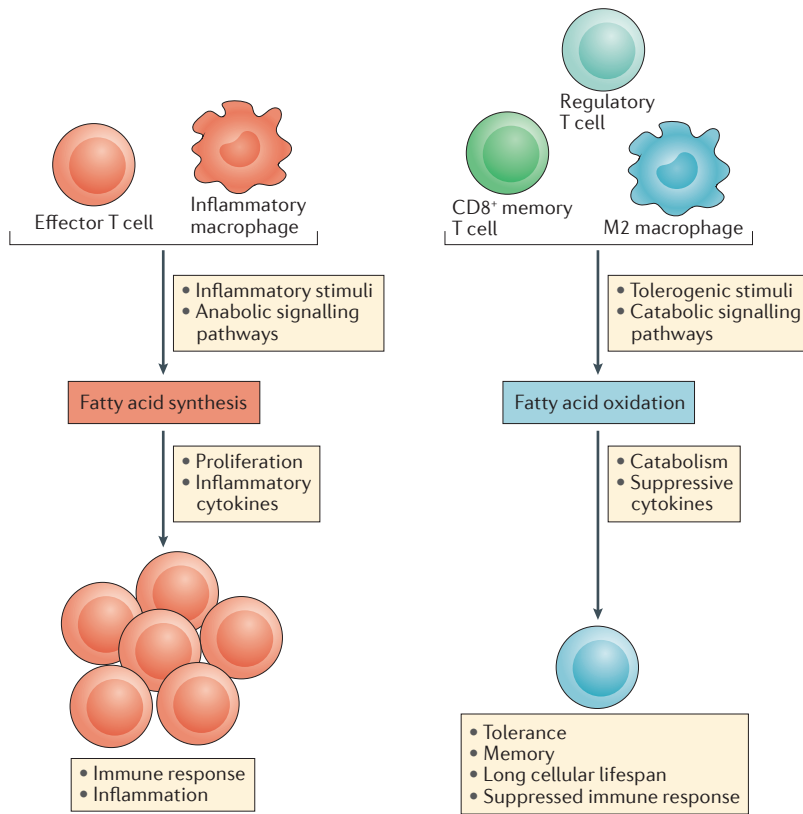 Effector T cell
Inflammatory
macrophage
• Inflammatory stimuli
• Anabolic signalling
pathways
Fatty acid synthesis
• Proliferation
• Inflammatory
cytokines
• Immune response
• Inflammation
Regulatory
T cell
CD8⁺ memory
T cell
M2 macrophage
• Tolerogenic stimuli
• Catabolic signalling
pathways
Fatty acid oxidation
• Catabolism
• Suppressive
cytokines
• Tolerance
• Memory
• Long cellular lifespan
• Suppressed immune response